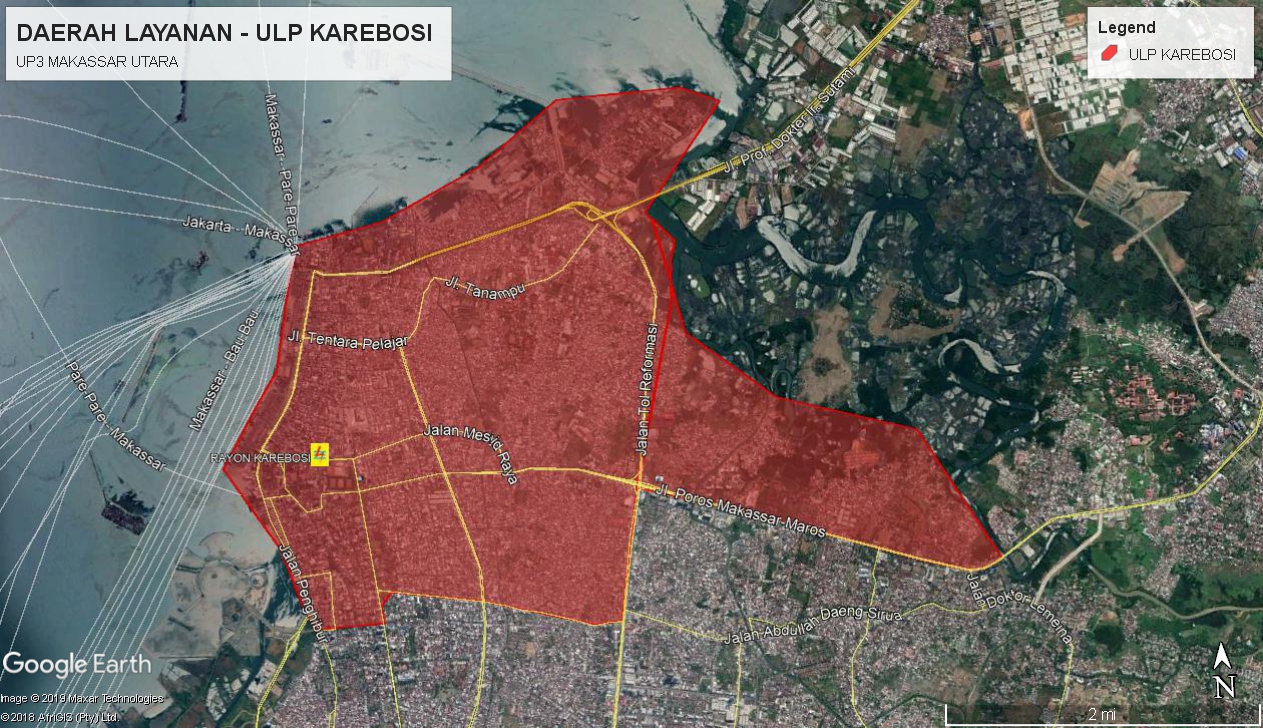 DAERAH LAYANAN - ULP KAREBOSI
UP3 MAKASSAR UTARA
Legend
ULP KAREBOSI
Makassar - Pare-Pare
Jakarta - Makassar
Makassar - Bau Bau
Pare Pare - Makassar
Jl. Prof. Dokter Ir. Sutami
Jl. Tanampu
Jl. Tentara Pelajar
Jalan Tol Reformasi
Jalan Mesjid Raya
RAYON KAREBOSI
Jl. Poros Makassar Maros
Jalan Penghibur
Jalan Abdullah Daeng Sirua
Jalan Doktor Leimena
Google Earth
Image © 2019 Maxar Technologies
© 2018 AfriGIS (Pty) Ltd.
N
2 mi